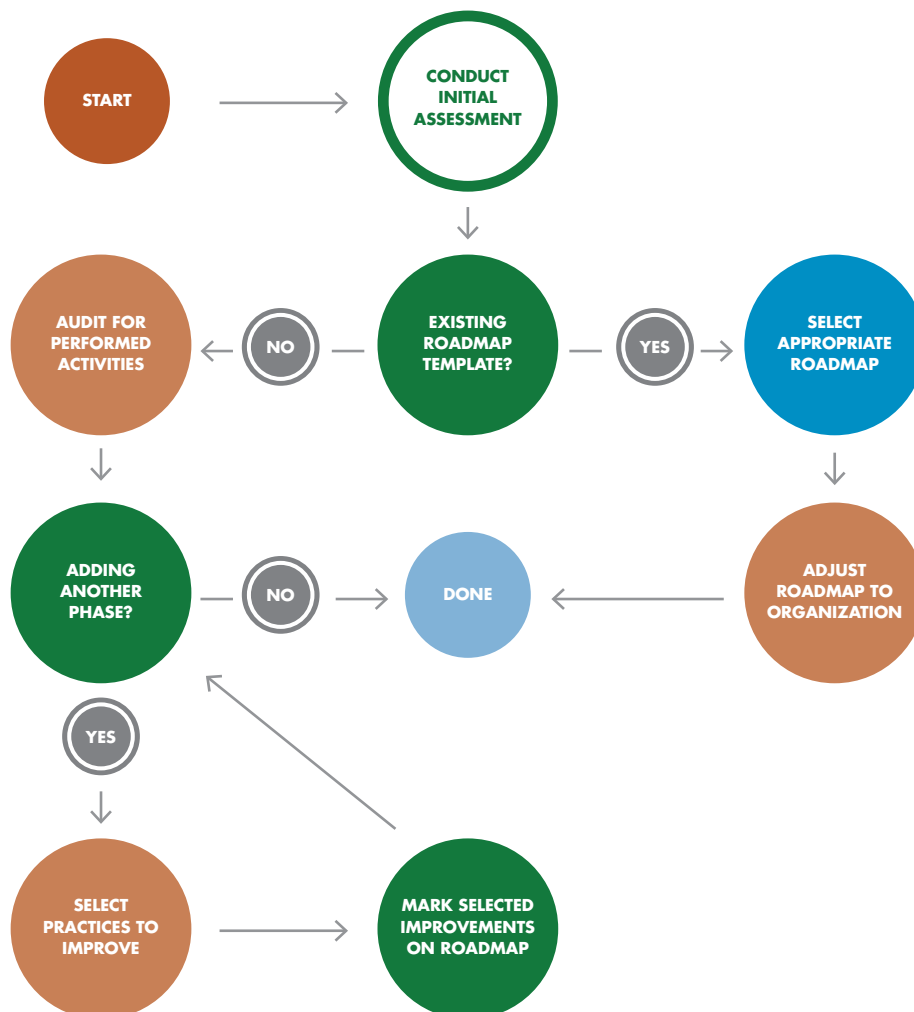 START
CONDUCT
INITIAL
ASSESSMENT
AUDIT FOR
PERFORMED
ACTIVITIES
NO
EXISTING
ROADMAP
TEMPLATE?
YES
SELECT
APPROPRIATE
ROADMAP
ADDING
ANOTHER
PHASE?
NO
DONE
ADJUST
ROADMAP TO
ORGANIZATION
YES
SELECT
PRACTICES TO
IMPROVE
MARK SELECTED
IMPROVEMENTS
ON ROADMAP